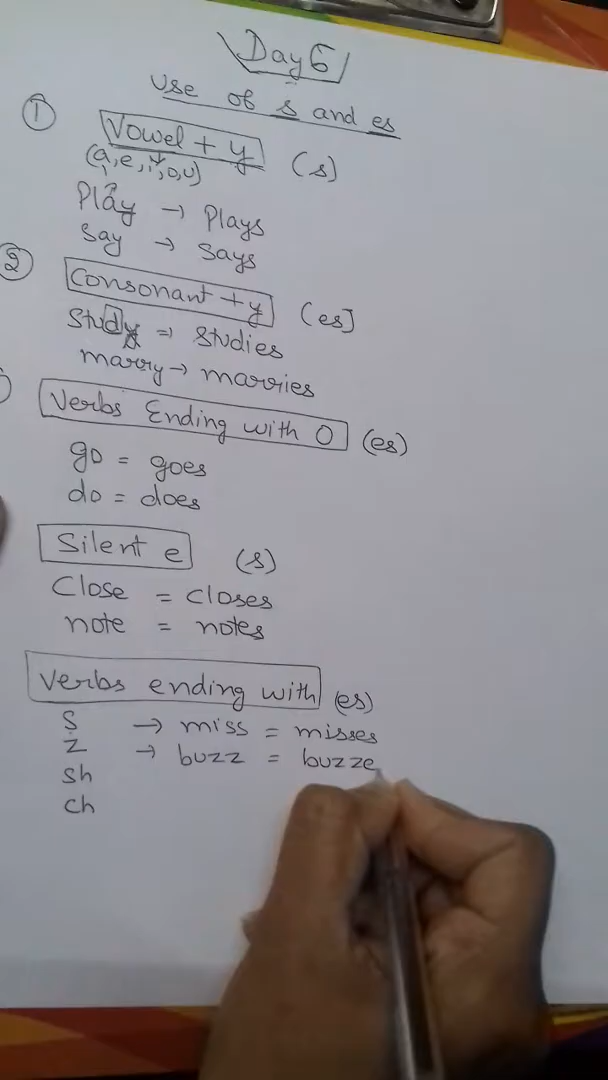 Day 6
Use of s and es
① Vowel + y (s)
(a, e, i, o, u)
Play → Plays
Say → Says
② Consonant + y (es]
Study ⇒ Studies
marry → marries
Verbs Ending with O (es)
go = goes
do = does
Silent e (s)
Close = Closes
note = notes
Verbs ending with (es)
S → miss = misses
Z → buzz = buzze
sh
ch